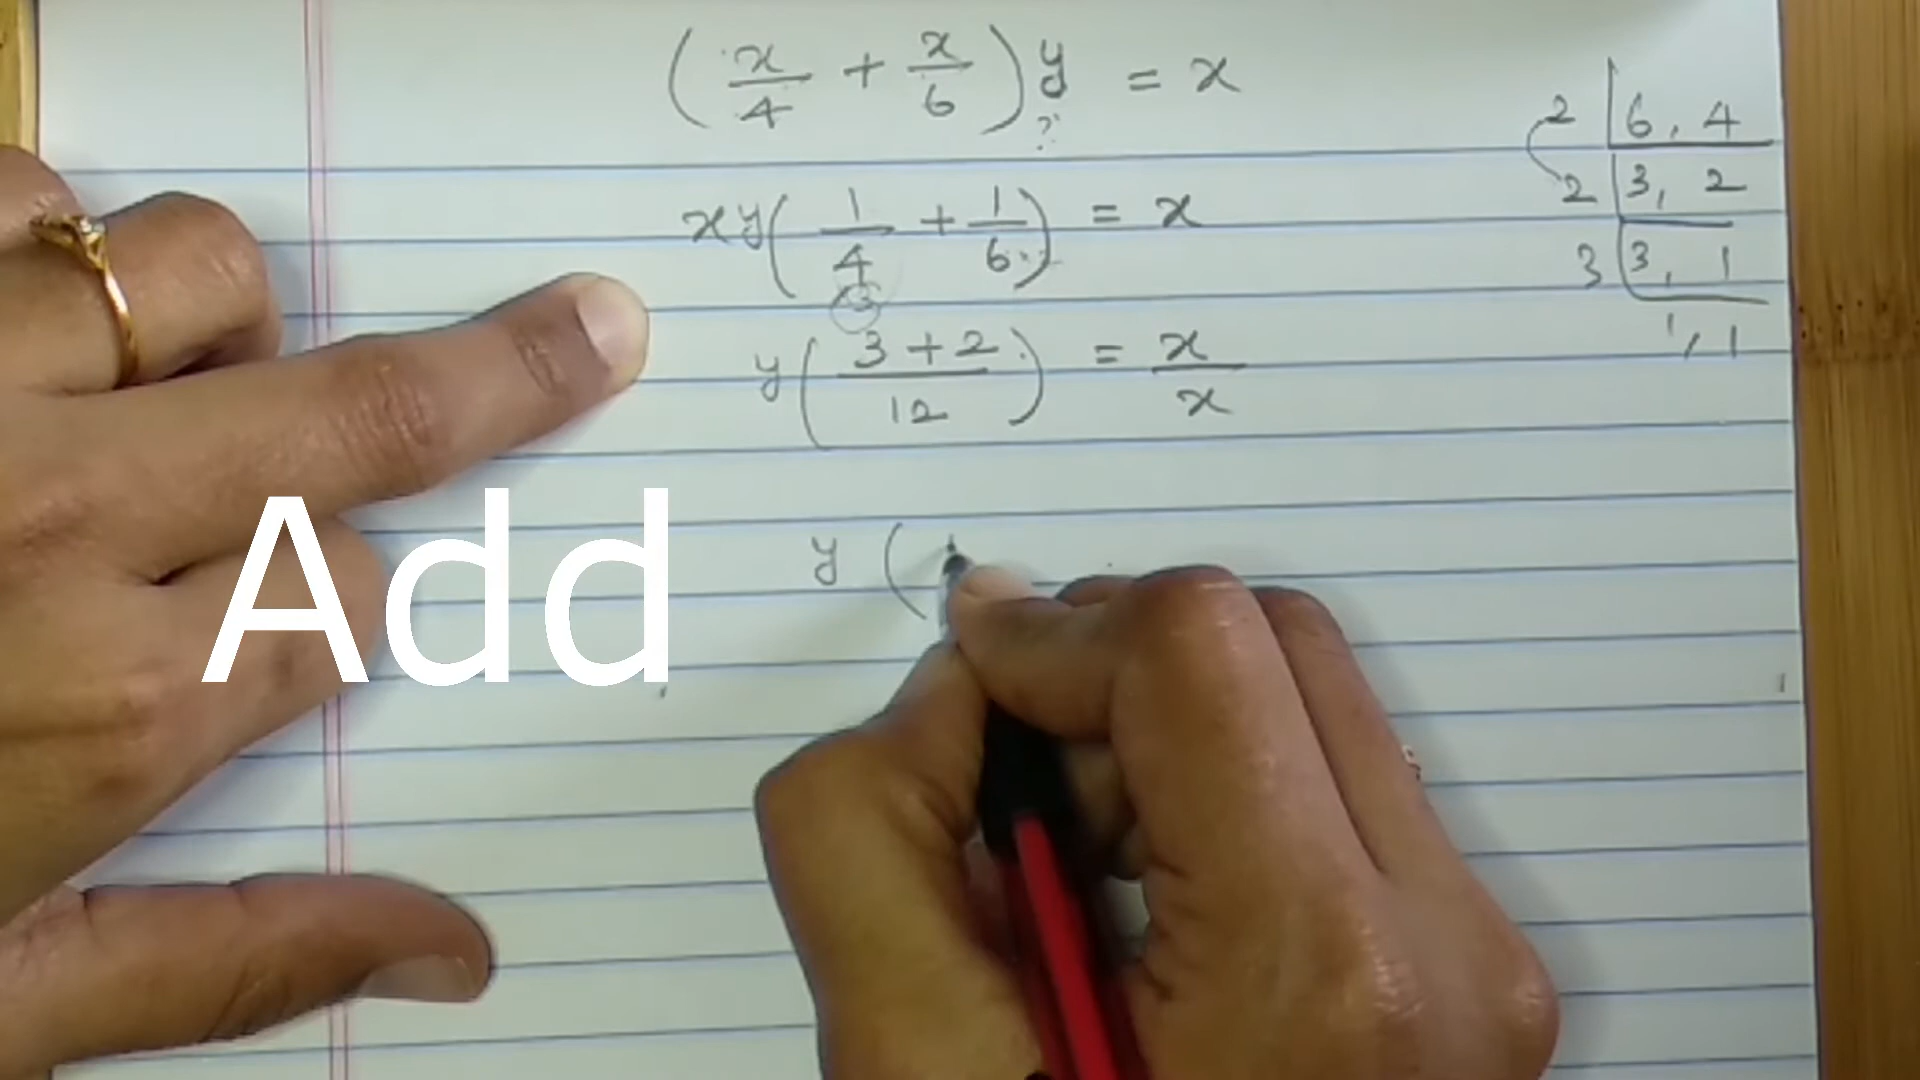 (x/4 + x/6) y = x
?
xy(1/4 + 1/6) = x
×3
y(3+2/12) = x/x
y (
2 | 6, 4
2 | 3, 2
3 | 3, 1
1, 1
Add